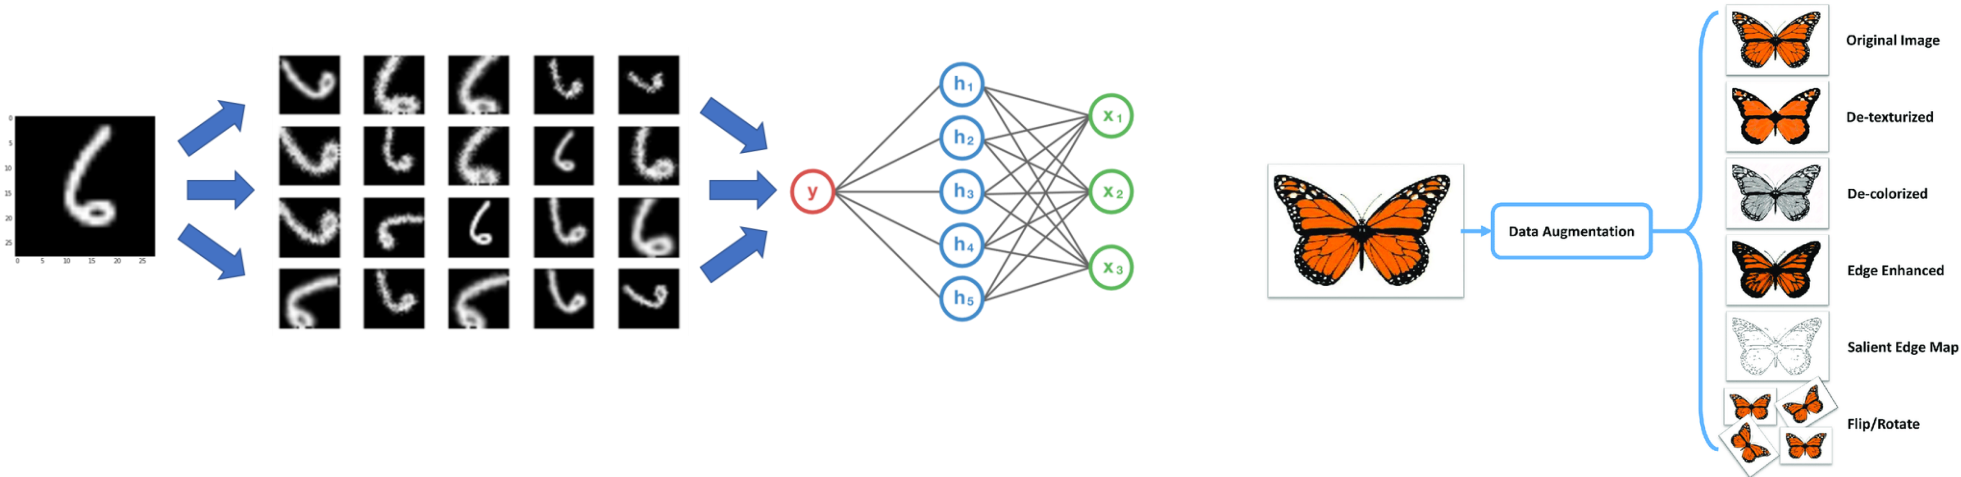 0
5
10
15
20
25
0 5 10 15 20 25
y
h1
h2
h3
h4
h5
x1
x2
x3
Data Augmentation
Original Image
De-texturized
De-colorized
Edge Enhanced
Salient Edge Map
Flip/Rotate